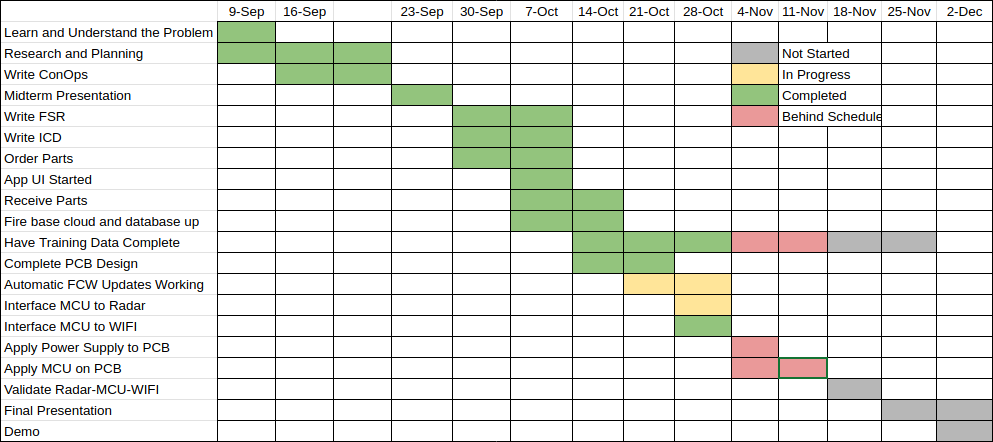 9-Sep 16-Sep 23-Sep 30-Sep 7-Oct 14-Oct 21-Oct 28-Oct 4-Nov 11-Nov 18-Nov 25-Nov 2-Dec
Learn and Understand the Problem
Research and Planning Not Started
Write ConOps In Progress
Midterm Presentation Completed
Write FSR Behind Schedule
Write ICD
Order Parts
App UI Started
Receive Parts
Fire base cloud and database up
Have Training Data Complete
Complete PCB Design
Automatic FCW Updates Working
Interface MCU to Radar
Interface MCU to WIFI
Apply Power Supply to PCB
Apply MCU on PCB
Validate Radar-MCU-WIFI
Final Presentation
Demo